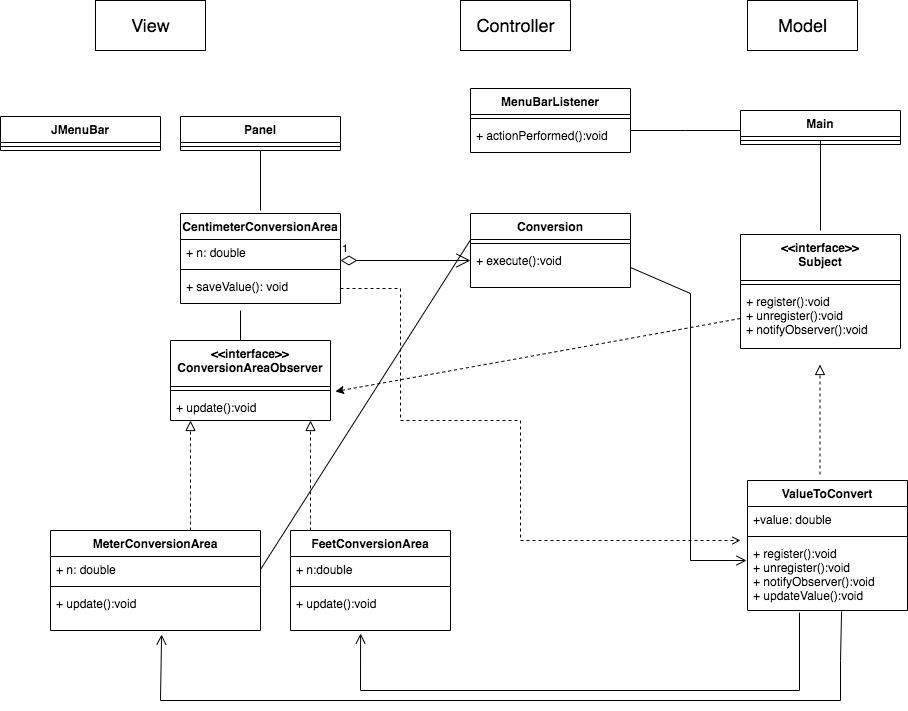 View
Controller
Model
MenuBarListener
+ actionPerformed():void
JMenuBar
Panel
Main
CentimeterConversionArea
+ n: double
+ saveValue(): void
1
Conversion
+ execute():void
<<interface>>
Subject
+ register():void
+ unregister():void
+ notifyObserver():void
<<interface>>
ConversionAreaObserver
+ update():void
ValueToConvert
+value: double
+ register():void
+ unregister():void
+ notifyObserver():void
+ updateValue():void
MeterConversionArea
+ n: double
+ update():void
FeetConversionArea
+ n:double
+ update():void